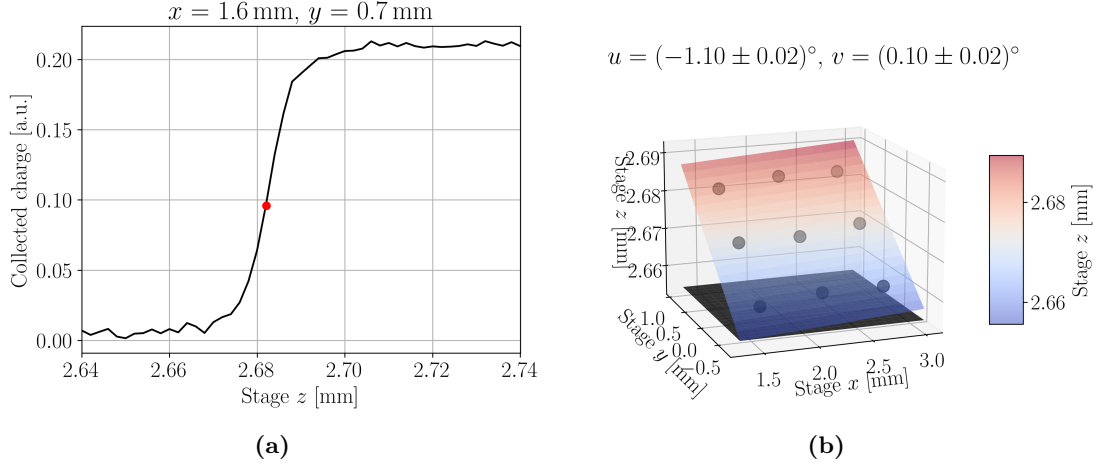 x = 1.6 mm, y = 0.7 mm
Collected charge [a.u.]
0.20
0.15
0.10
0.05
0.00
2.64 2.66 2.68 2.70 2.72 2.74
Stage z [mm]
(a)
u = (−1.10 ± 0.02)°, v = (0.10 ± 0.02)°
Stage z [mm]
2.69
2.68
2.67
2.66
Stage y [mm]
1.0
0.5
0.0
−0.5
1.5 2.0 2.5 3.0
Stage x [mm]
2.68
2.66
Stage z [mm]
(b)